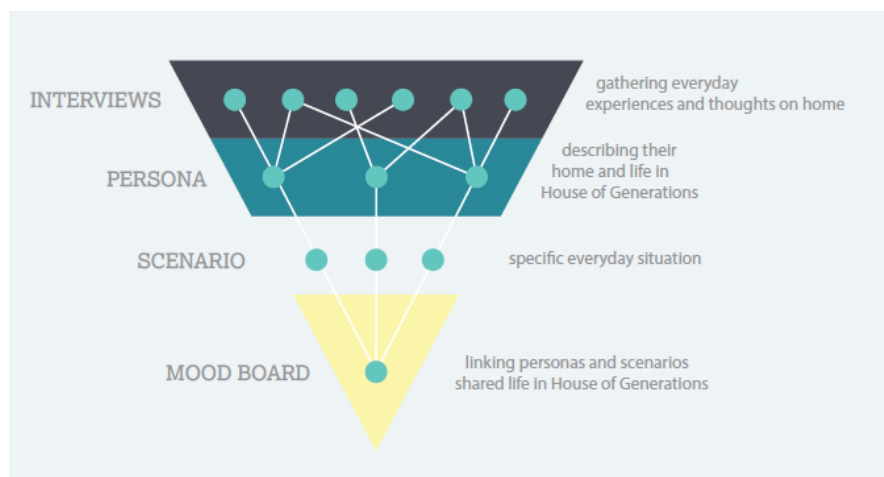 INTERVIEWS
gathering everyday
experiences and thoughts on home
PERSONA
describing their
home and life in
House of Generations
SCENARIO
specific everyday situation
MOOD BOARD
linking personas and scenarios
shared life in House of Generations